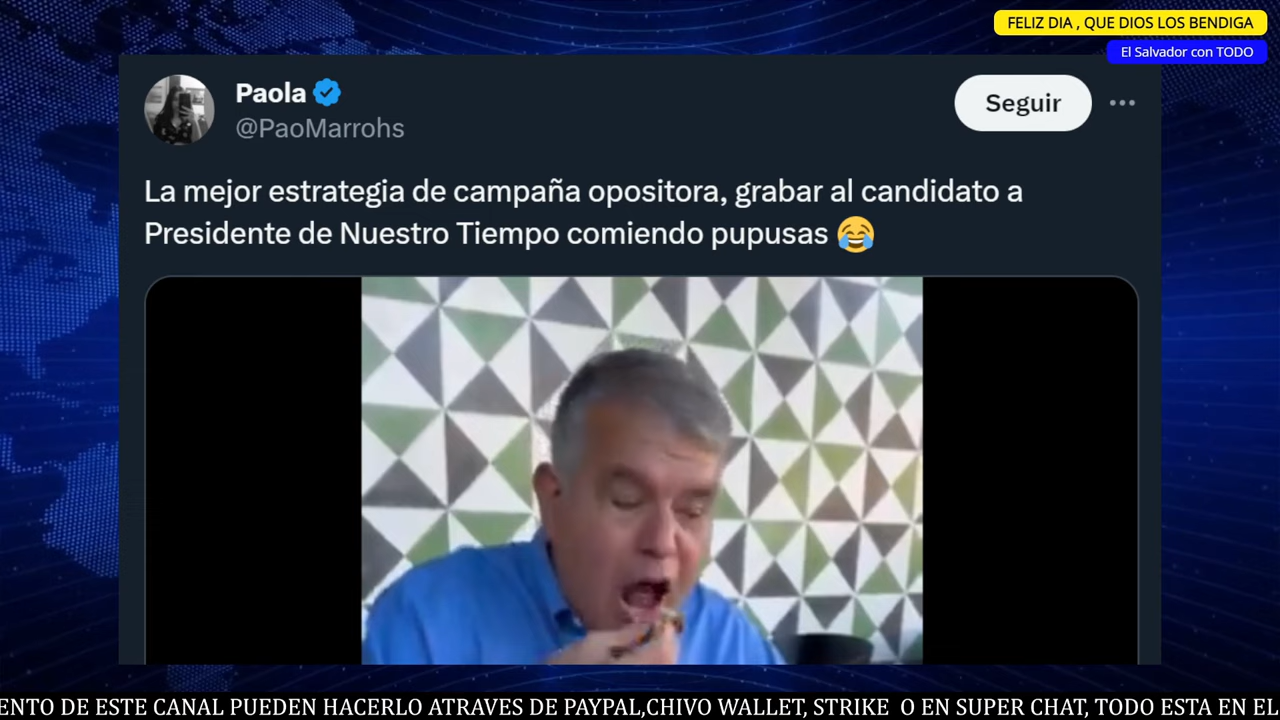 FELIZ DIA , QUE DIOS LOS BENDIGA
El Salvador con TODO
Paola
@PaoMarrohs
Seguir
La mejor estrategia de campaña opositora, grabar al candidato a
Presidente de Nuestro Tiempo comiendo pupusas 😂
DE ESTE CANAL PUEDEN HACERLO ATRAVES DE PAYPAL,CHIVO WALLET, STRIKE O EN SUPER CHAT, TODO ESTA EN EL